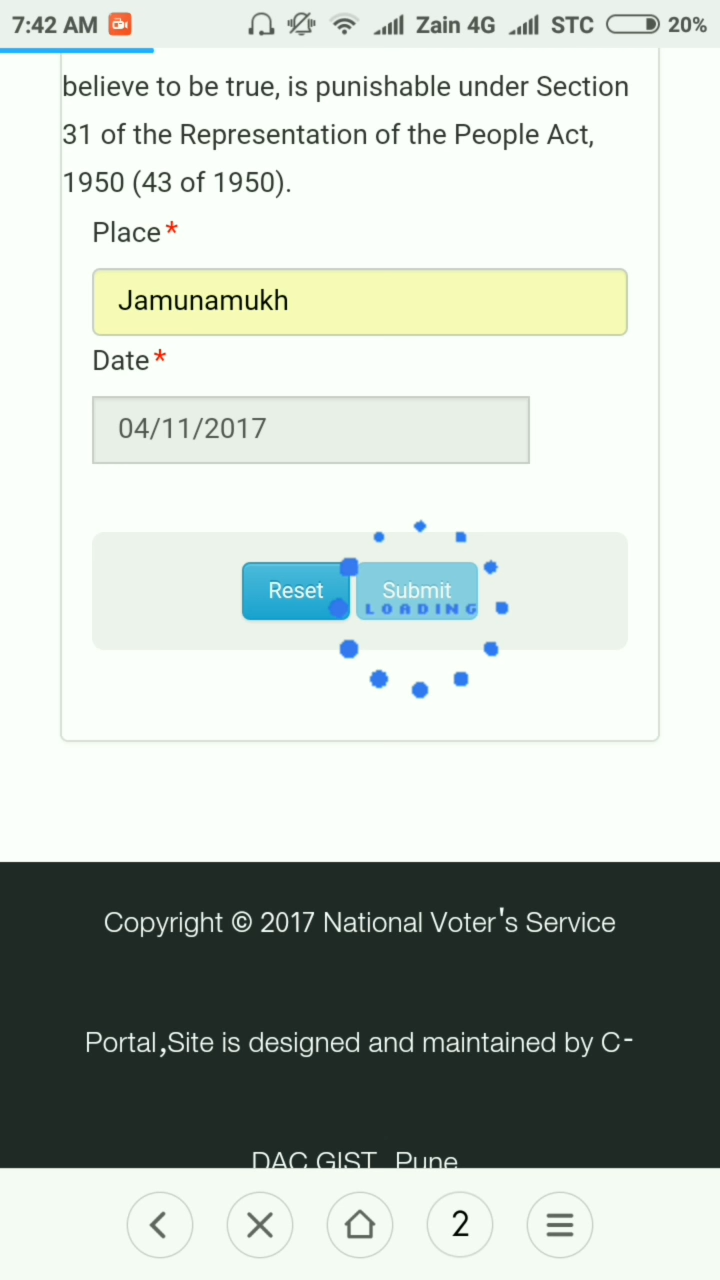 7:42 AM Zain 4G STC 20%
believe to be true, is punishable under Section
31 of the Representation of the People Act,
1950 (43 of 1950).
Place*
Jamunamukh
Date*
04/11/2017
Reset Submit
LOADING
Copyright © 2017 National Voter's Service
Portal,Site is designed and maintained by C-
DAC GIST, Pune
2